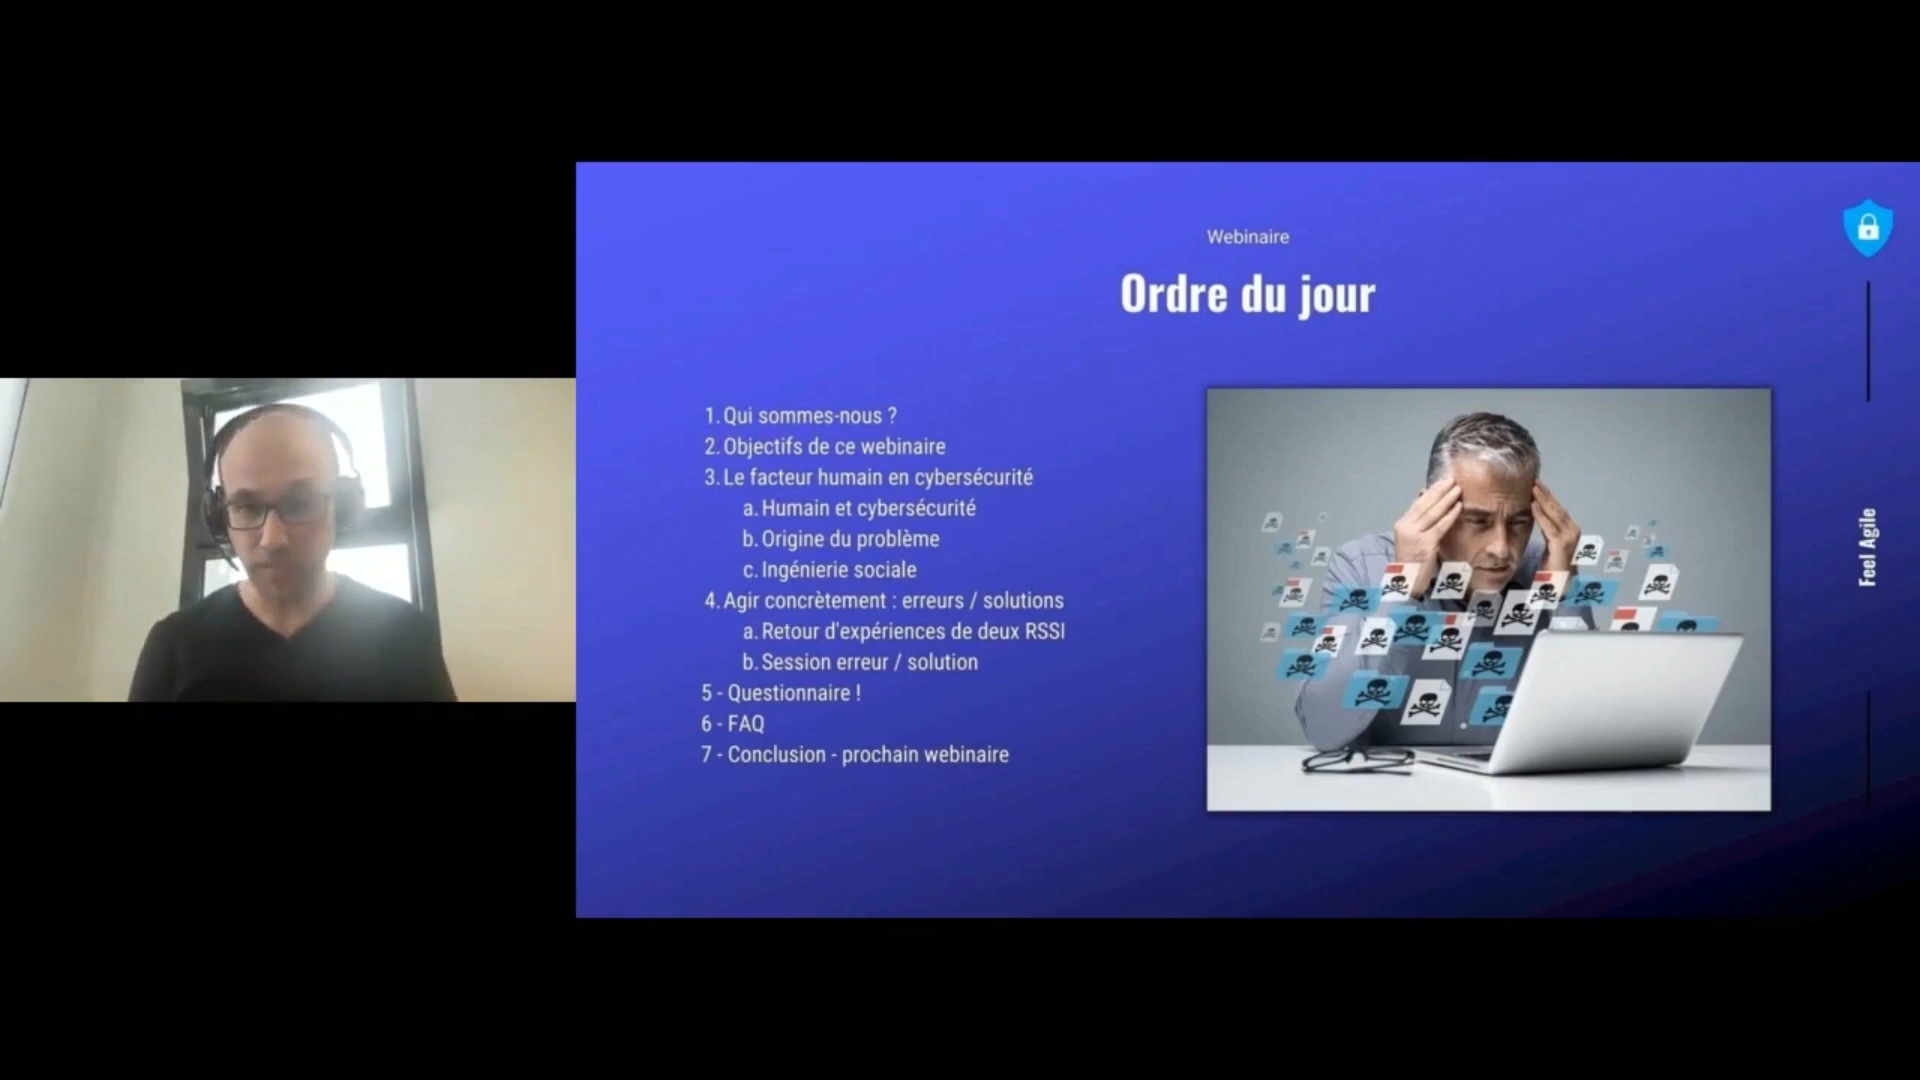 Webinaire
Ordre du jour
1. Qui sommes-nous ?
2. Objectifs de ce webinaire
3. Le facteur humain en cybersécurité
a. Humain et cybersécurité
b. Origine du problème
c. Ingénierie sociale
4. Agir concrètement : erreurs / solutions
a. Retour d'expériences de deux RSSI
b. Session erreur / solution
5 - Questionnaire !
6 - FAQ
7 - Conclusion - prochain webinaire
Feel Agile